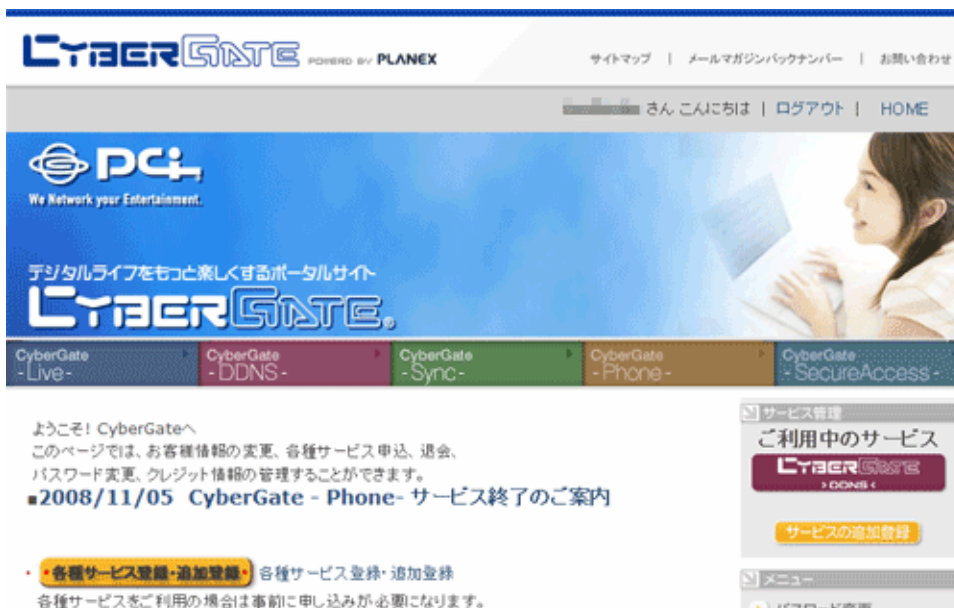 CYBERGATE POWERD BY PLANEX
サイトマップ | メールマガジンバックナンバー | お問い合わせ
さん こんにちは | ログアウト | HOME
PCi
We Network your Entertainment.
デジタルライフをもっと楽しくするポータルサイト
CYBERGATE®
CyberGate -Live-
CyberGate -DDNS-
CyberGate -Sync-
CyberGate -Phone-
CyberGate -SecureAccess-
ようこそ! CyberGateへ
このページでは、お客様情報の変更、各種サービス申込、退会、
パスワード変更、クレジット情報の管理することができます。
■2008/11/05 CyberGate - Phone- サービス終了のご案内
・各種サービス登録・追加登録・ 各種サービス登録・追加登録
各種サービスをご利用の場合は事前に申し込みが必要になります。
サービス管理
ご利用中のサービス
CYBERGATE
>DDNS<
サービスの追加登録
メニュー
パスワード変更